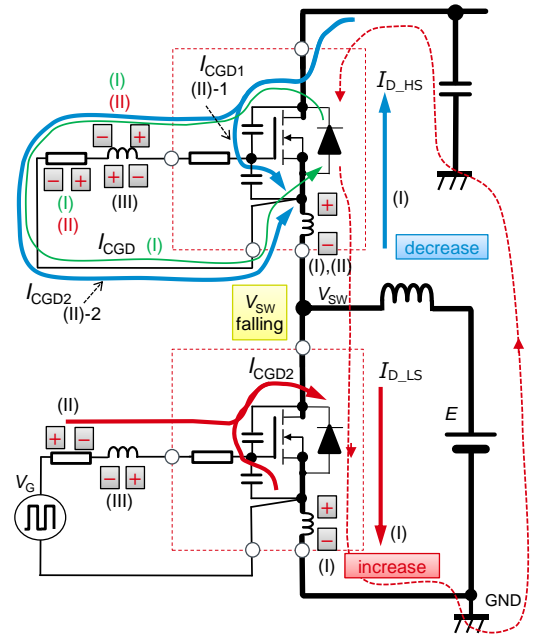 I_CGD1
(I)
(II)
(II)-1
I_D_HS
− +
− +
+ −
(I)
(II)
(III)
I_CGD
(I)
+
−
(I)
(I),(II)
decrease
I_CGD2
(II)-2
V_SW
falling
V_SW
I_CGD2
I_D_LS
(II)
E
+ −
− +
V_G
(III)
+
−
(I)
(I)
increase
GND